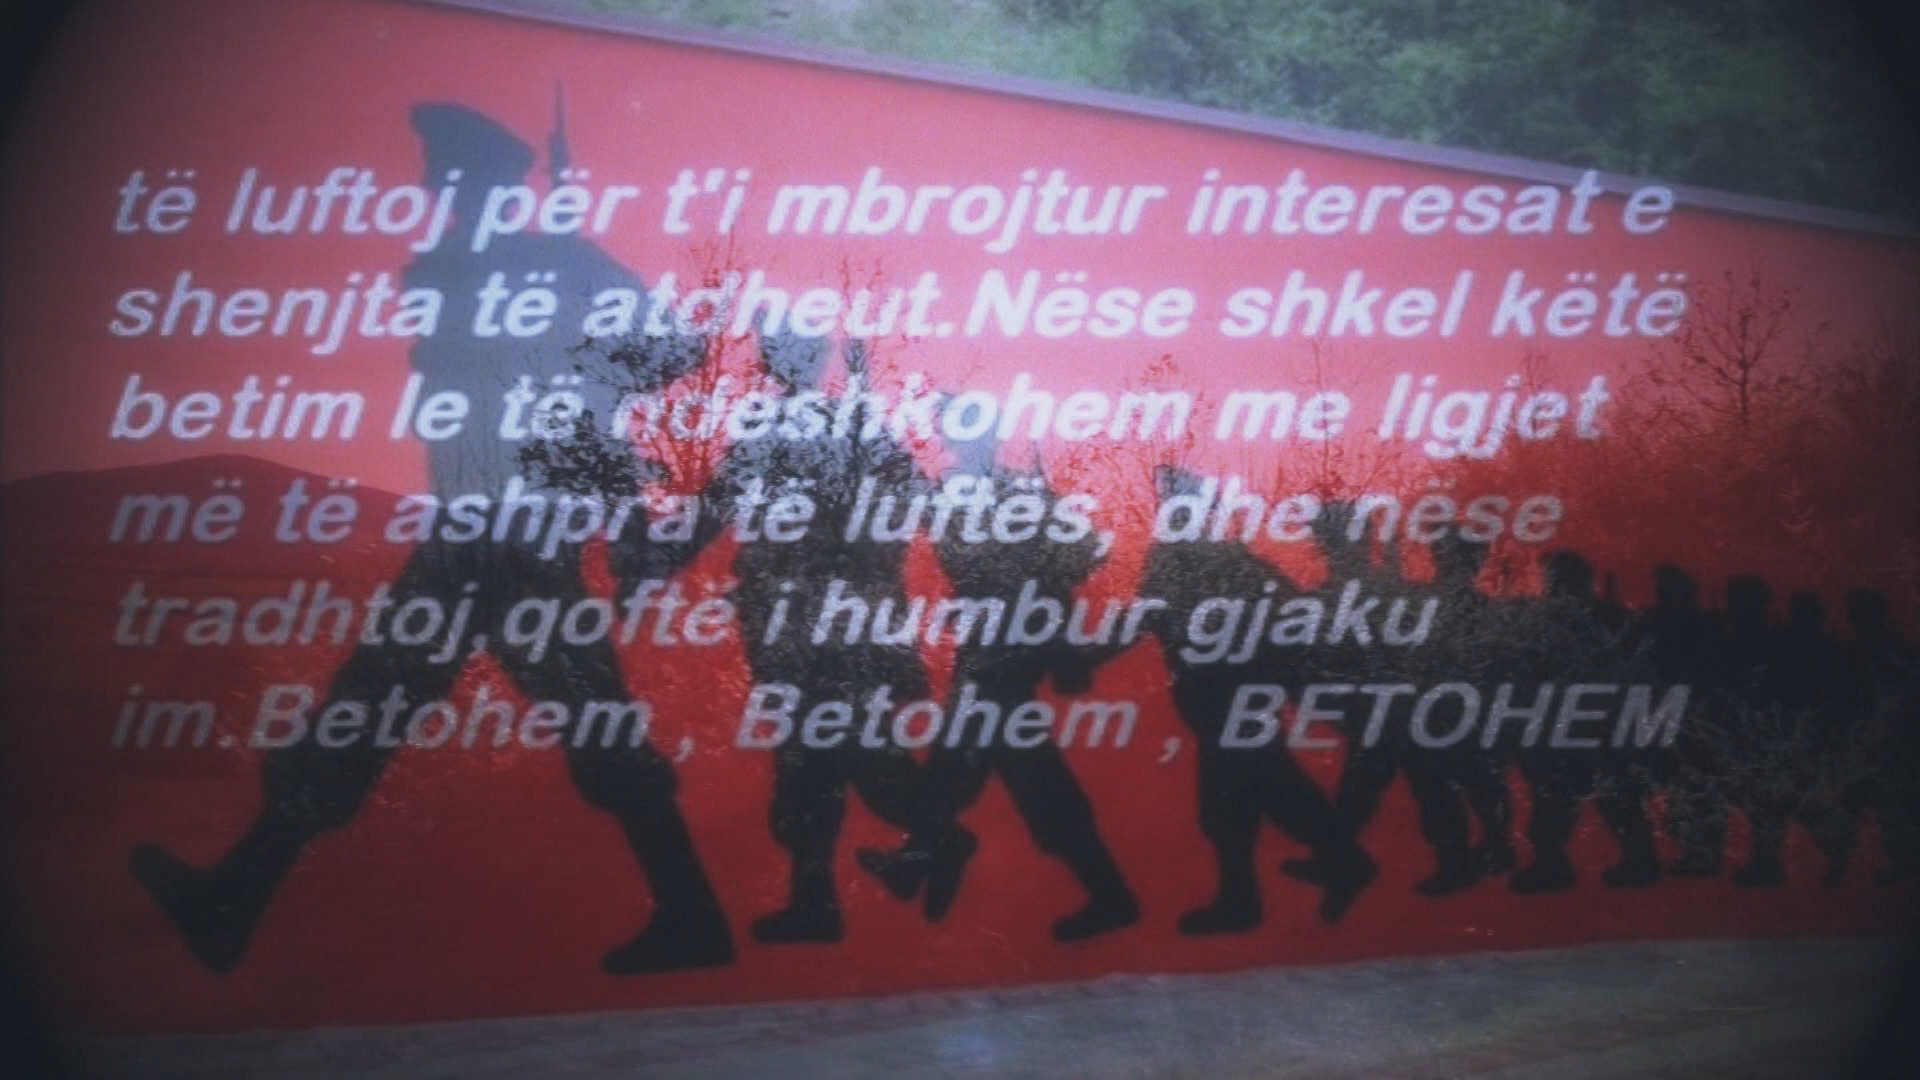 të luftoj për t'i mbrojtur interesat e
shenjta të atdheut.Nëse shkel këtë
betim le të ndëshkohem me ligjet
më të ashpra të luftës, dhe nëse
tradhtoj,qoftë i humbur gjaku
im.Betohem , Betohem , BETOHEM